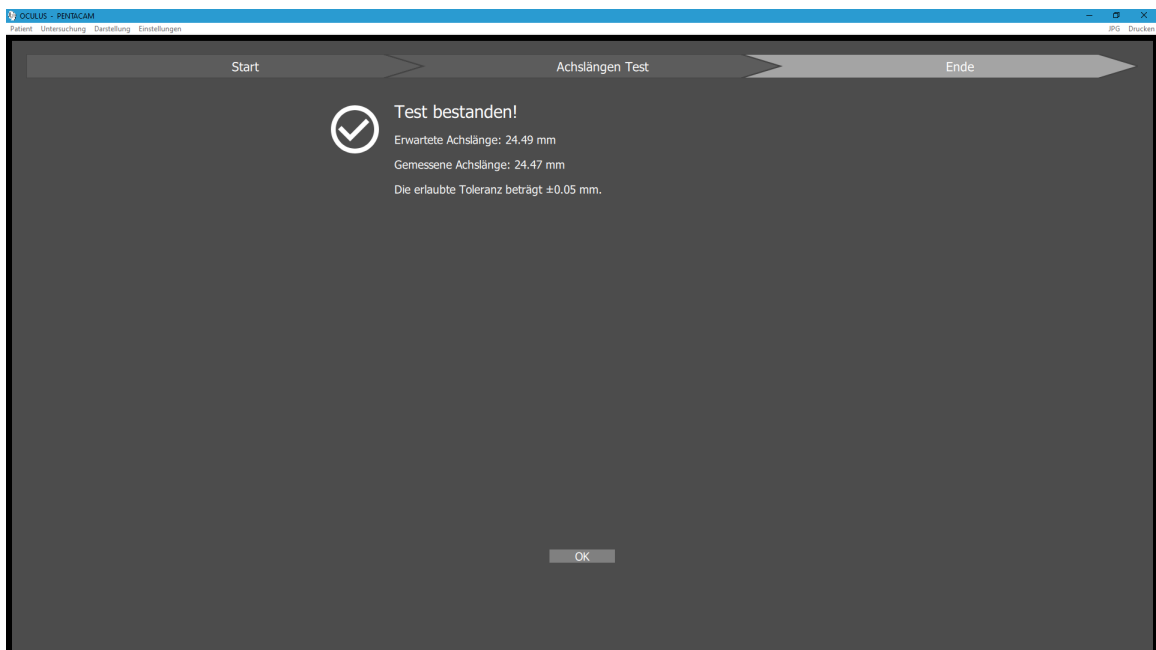 OCULUS - PENTACAM
Patient Untersuchung Darstellung Einstellungen JPG Drucken
Start Achslängen Test Ende
Test bestanden!
Erwartete Achslänge: 24.49 mm
Gemessene Achslänge: 24.47 mm
Die erlaubte Toleranz beträgt ±0.05 mm.
OK